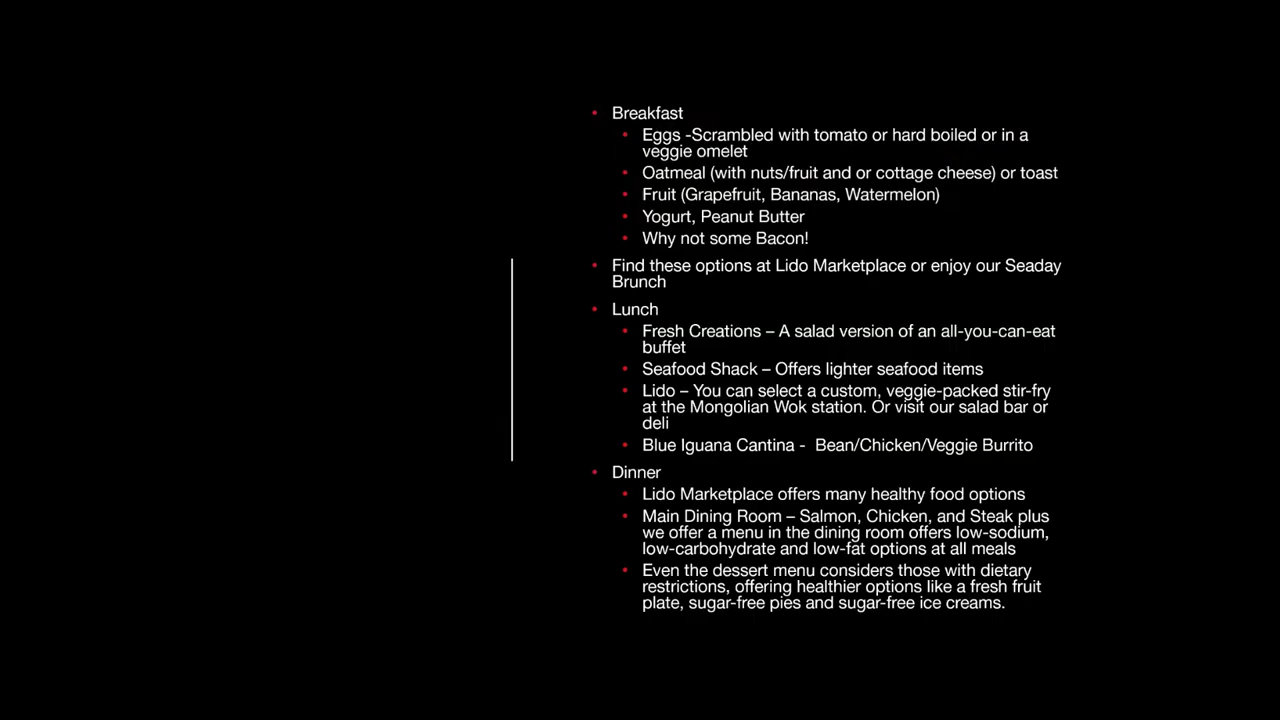 • Breakfast
• Eggs -Scrambled with tomato or hard boiled or in a
veggie omelet
• Oatmeal (with nuts/fruit and or cottage cheese) or toast
• Fruit (Grapefruit, Bananas, Watermelon)
• Yogurt, Peanut Butter
• Why not some Bacon!
• Find these options at Lido Marketplace or enjoy our Seaday
Brunch
• Lunch
• Fresh Creations – A salad version of an all-you-can-eat
buffet
• Seafood Shack – Offers lighter seafood items
• Lido – You can select a custom, veggie-packed stir-fry
at the Mongolian Wok station. Or visit our salad bar or
deli
• Blue Iguana Cantina -  Bean/Chicken/Veggie Burrito
• Dinner
• Lido Marketplace offers many healthy food options
• Main Dining Room – Salmon, Chicken, and Steak plus
we offer a menu in the dining room offers low-sodium,
low-carbohydrate and low-fat options at all meals
• Even the dessert menu considers those with dietary
restrictions, offering healthier options like a fresh fruit
plate, sugar-free pies and sugar-free ice creams.